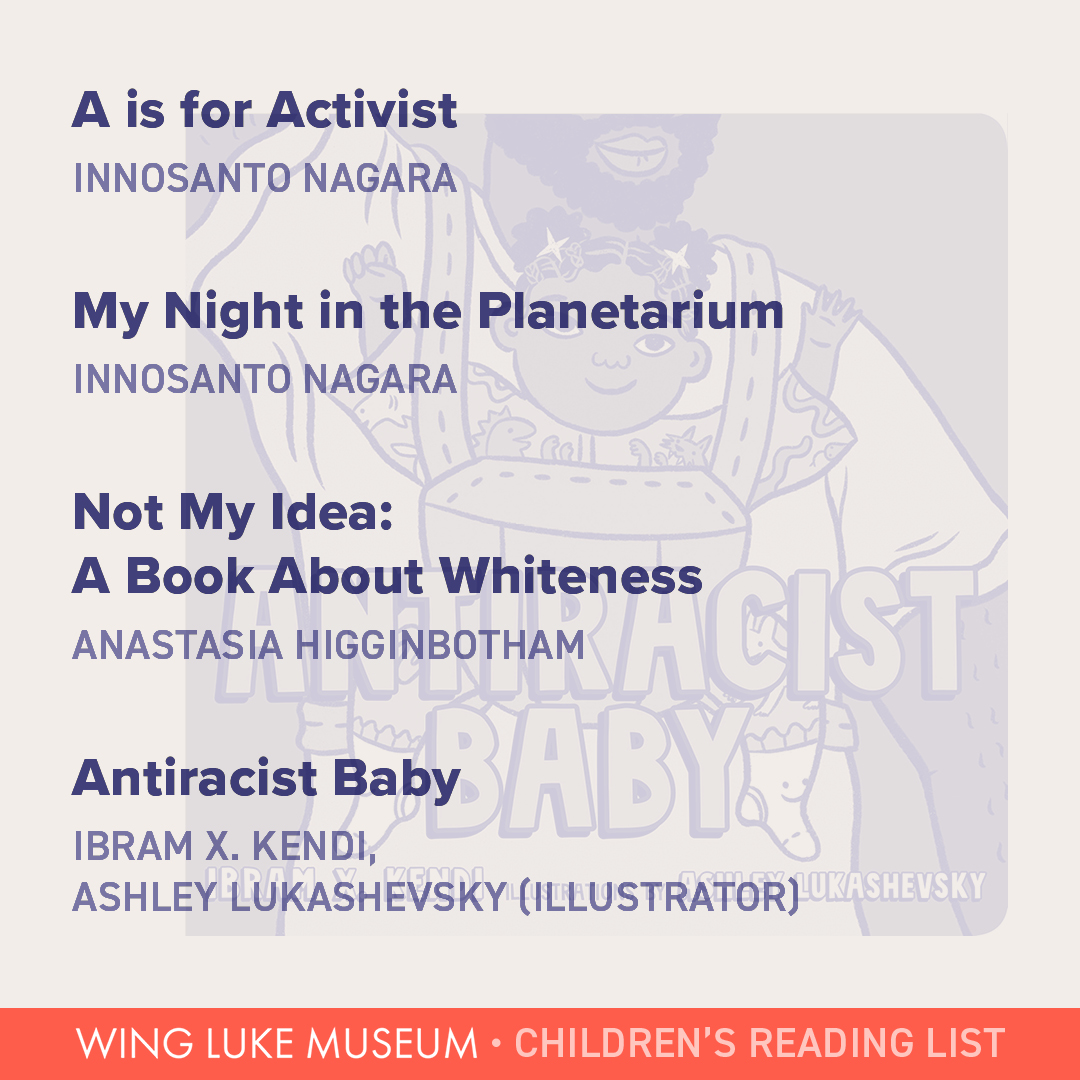 A is for Activist
INNOSANTO NAGARA
My Night in the Planetarium
INNOSANTO NAGARA
Not My Idea:
A Book About Whiteness
ANASTASIA HIGGINBOTHAM
Antiracist Baby
IBRAM X. KENDI,
ASHLEY LUKASHEVSKY (ILLUSTRATOR)
ANTIRACIST
BABY
IBRAM X. KENDI ILLUSTRATIONS BY ASHLEY LUKASHEVSKY
WING LUKE MUSEUM • CHILDREN'S READING LIST